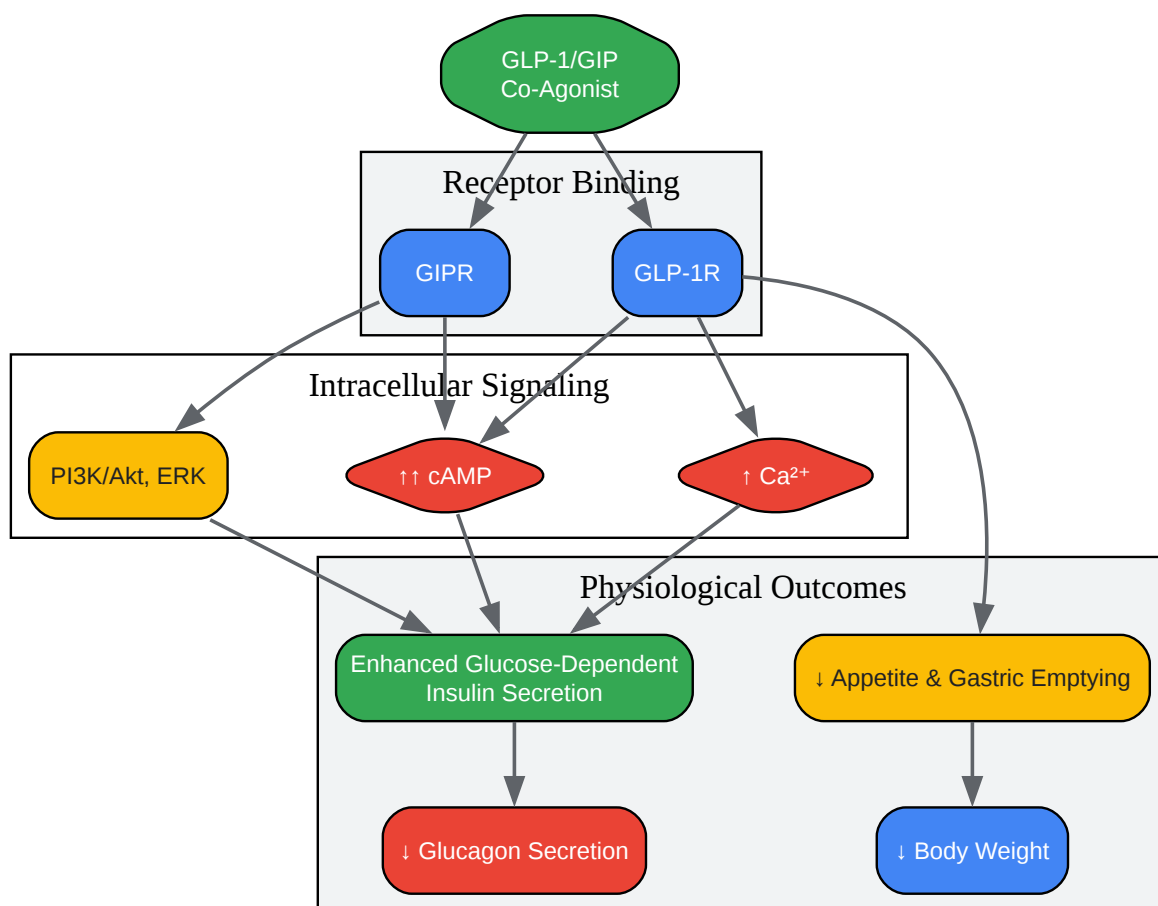 GLP-1/GIP
Co-Agonist
Receptor Binding
GIPR
GLP-1R
Intracellular Signaling
PI3K/Akt, ERK
↑↑ cAMP
↑ Ca²⁺
Physiological Outcomes
Enhanced Glucose-Dependent
Insulin Secretion
↓ Appetite & Gastric Emptying
↓ Glucagon Secretion
↓ Body Weight